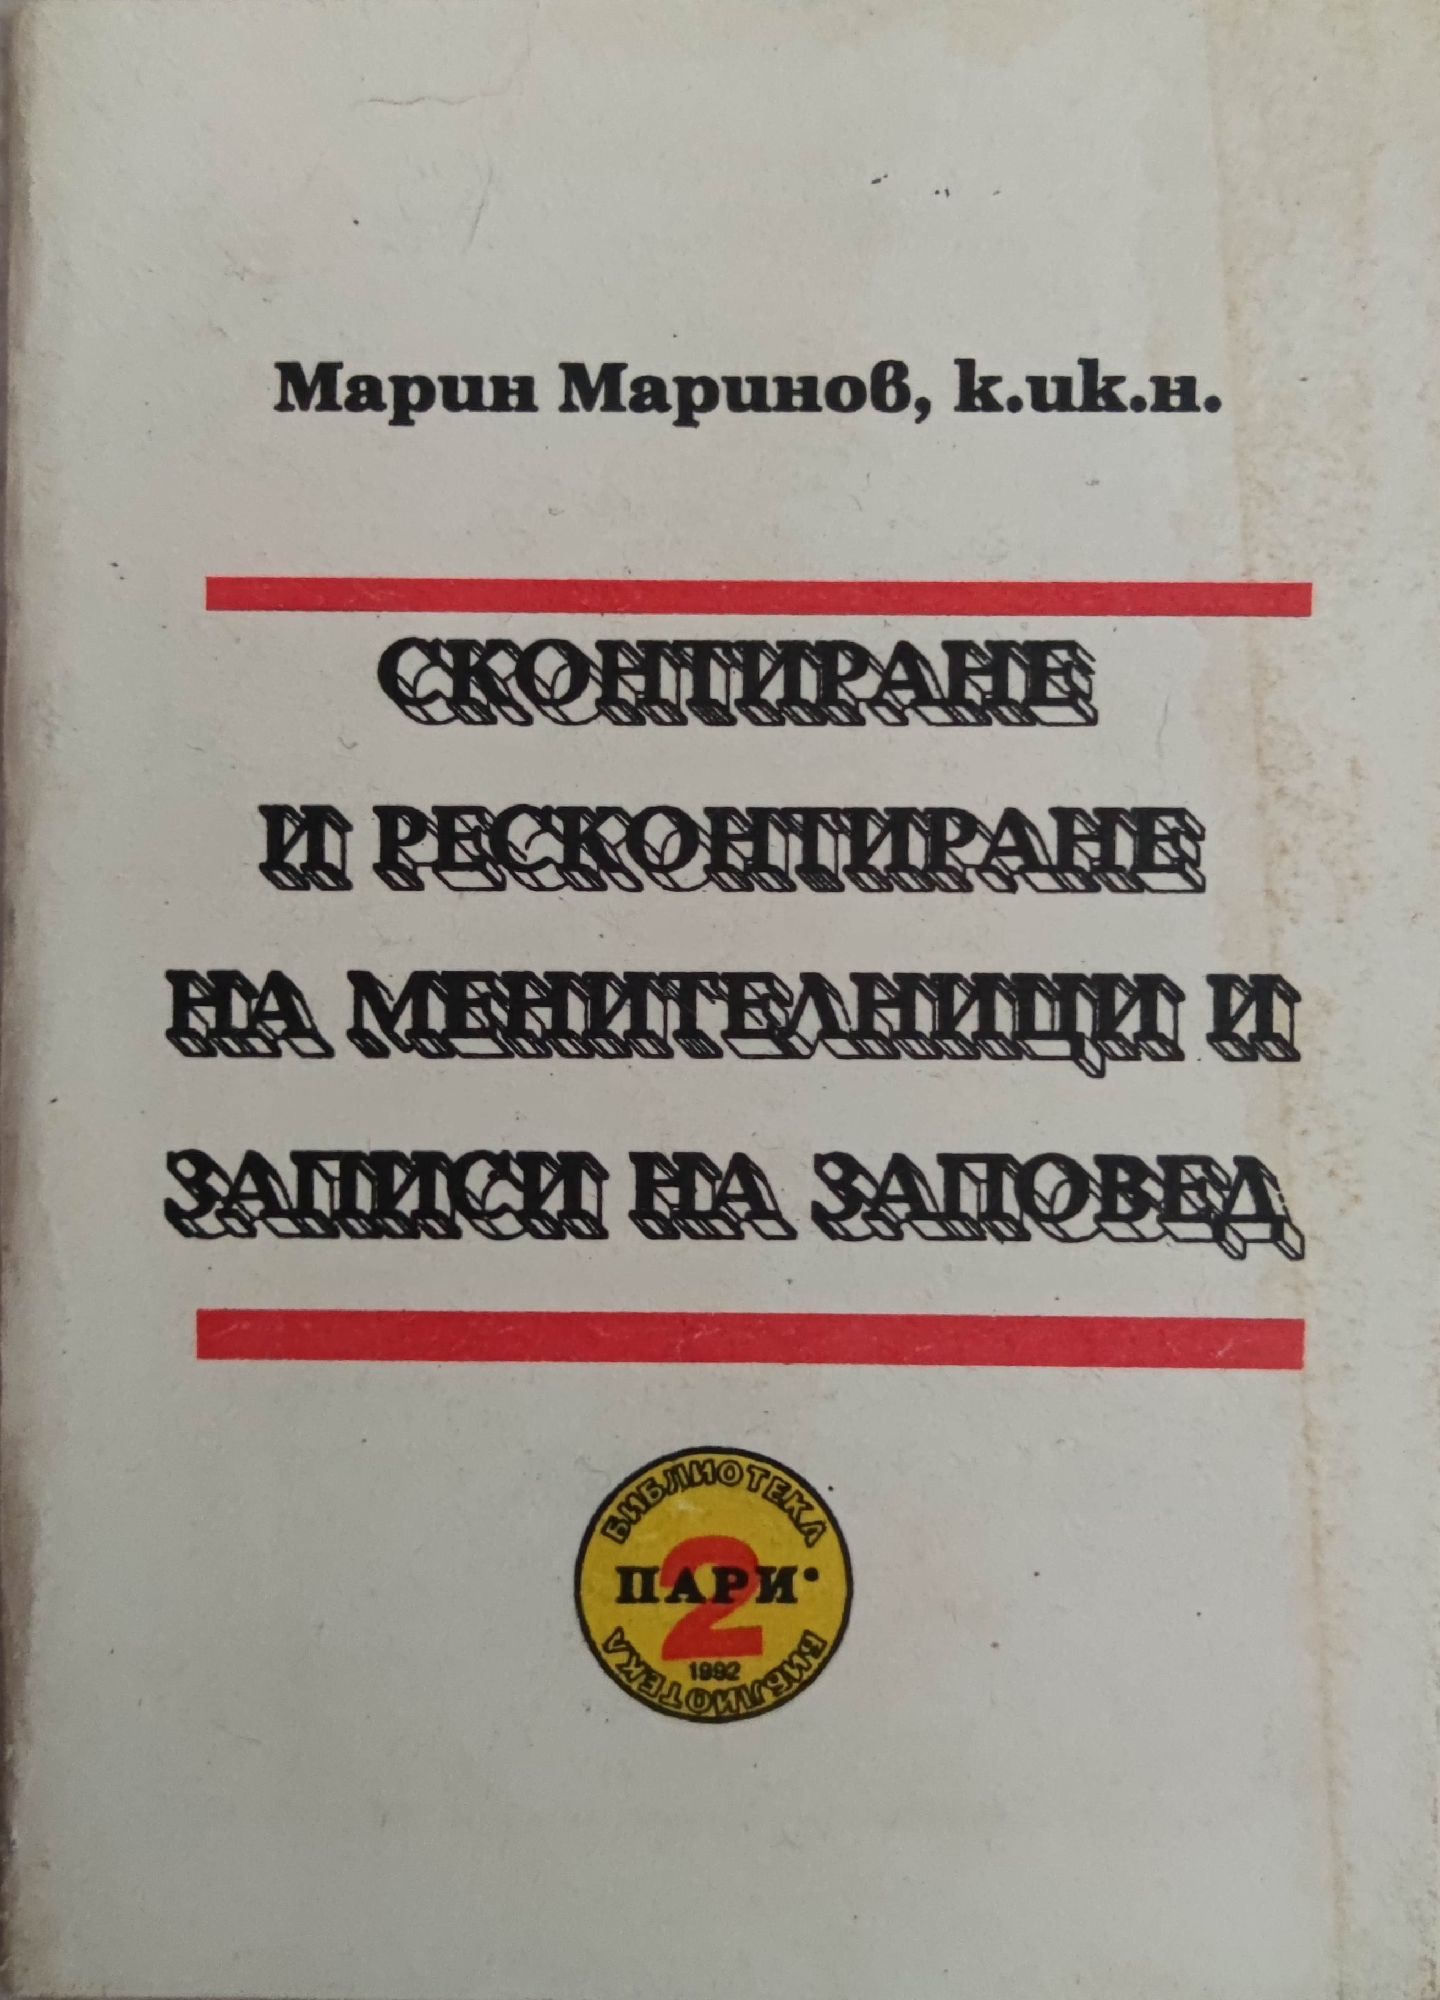 Марин Маринов, к.ик.н.
СКОНТИРАНЕ
И РЕСКОНТИРАНЕ
НА МЕНИТЕЛНИЦИ И
ЗАПИСИ НА ЗАПОВЕД
БИБЛИОТЕКА
2
ПАРИ
1992
БИБЛИОТЕКА